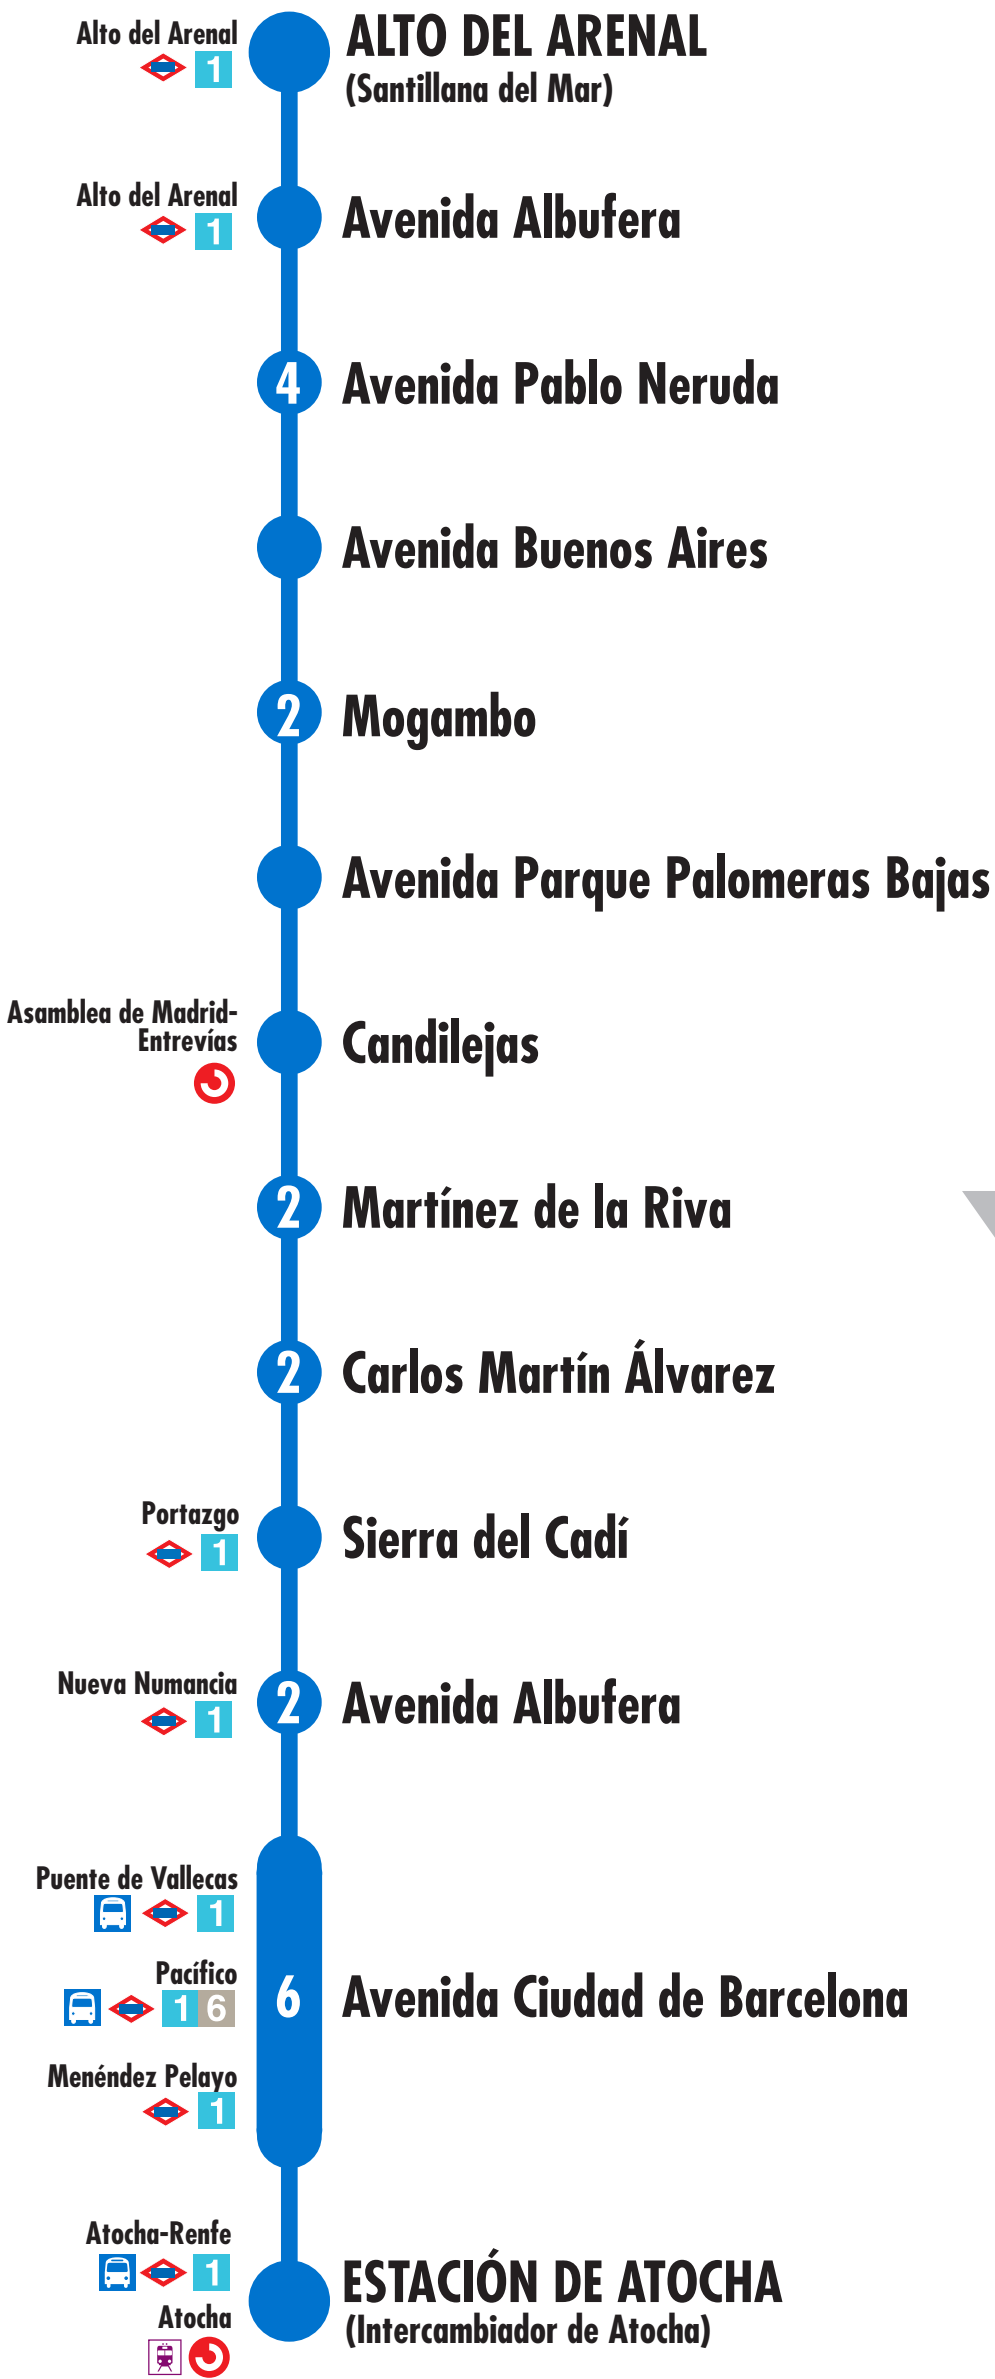 Alto del Arenal
1
ALTO DEL ARENAL
(Santillana del Mar)
Alto del Arenal
1
Avenida Albufera
4
Avenida Pablo Neruda
Avenida Buenos Aires
2
Mogambo
Avenida Parque Palomeras Bajas
Asamblea de Madrid-
Entrevías
Candilejas
2
Martínez de la Riva
2
Carlos Martín Álvarez
Portazgo
1
Sierra del Cadí
Nueva Numancia
1
2
Avenida Albufera
Puente de Vallecas
1
Pacífico
1 6
Menéndez Pelayo
1
6
Avenida Ciudad de Barcelona
Atocha-Renfe
1
Atocha
ESTACIÓN DE ATOCHA
(Intercambiador de Atocha)